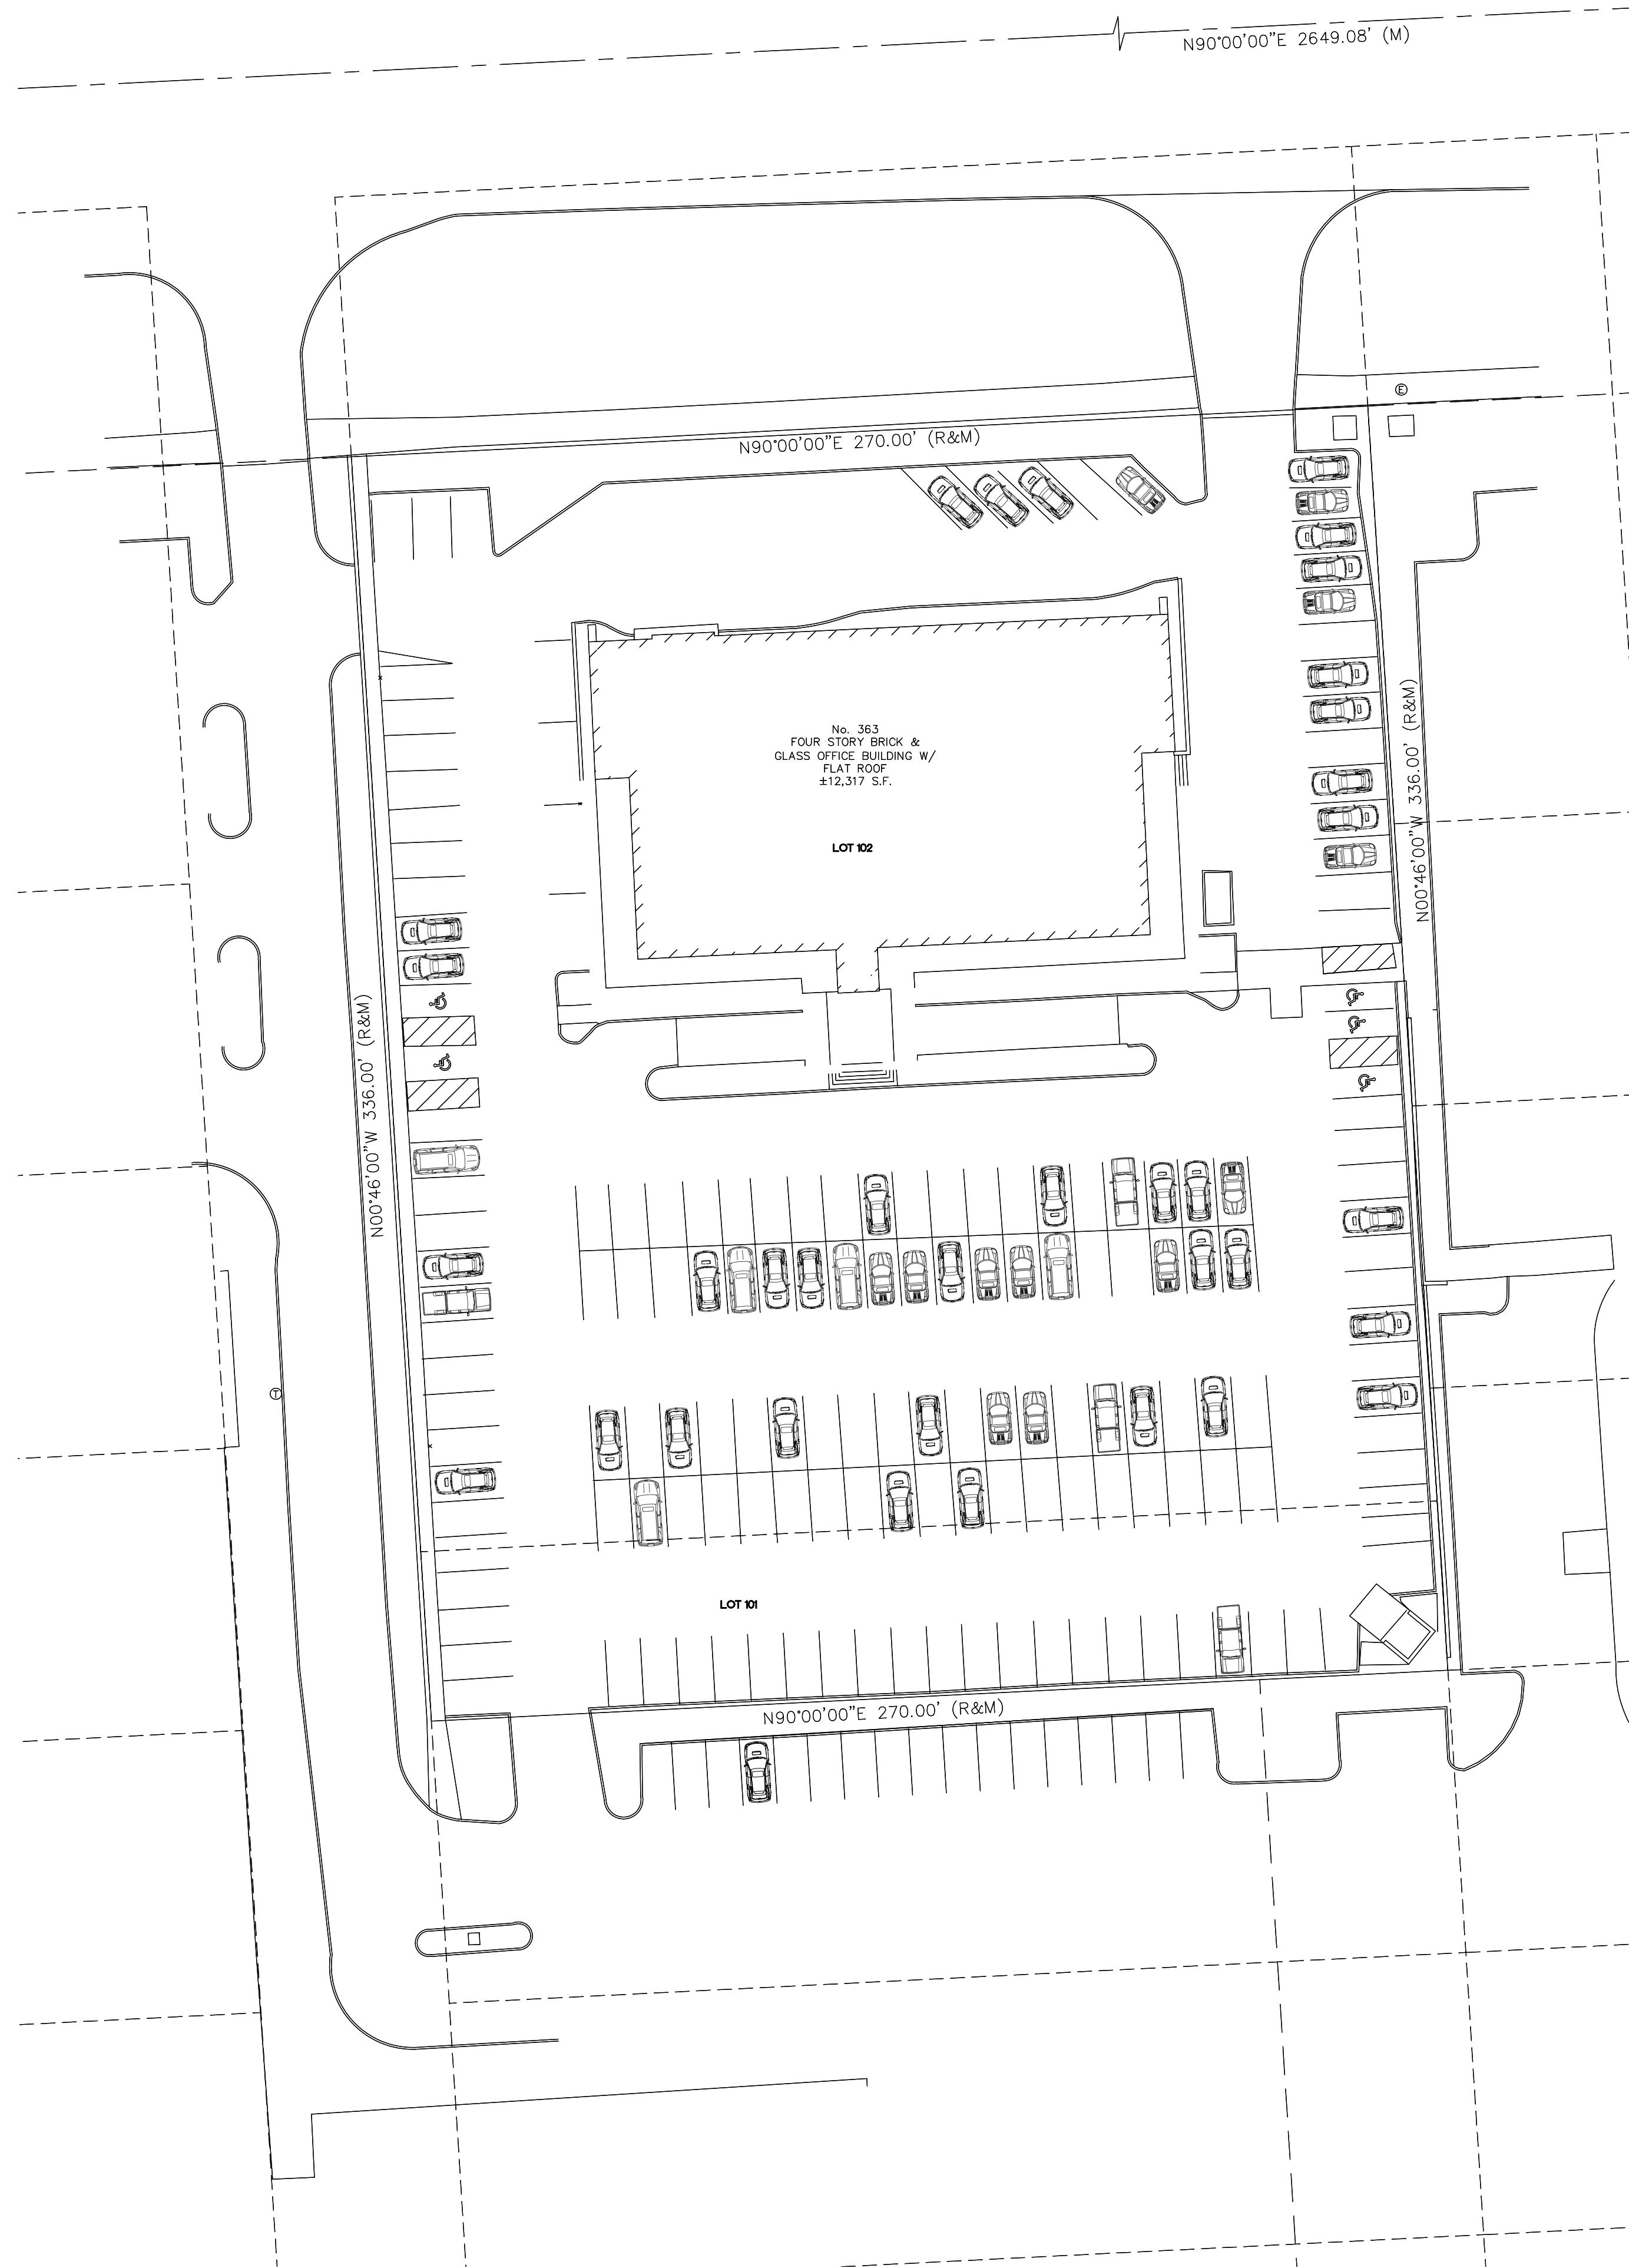 N90°00'00"E 2649.08' (M)
E
N90°00'00"E 270.00' (R&M)
No. 363
FOUR STORY BRICK &
GLASS OFFICE BUILDING W/
FLAT ROOF
±12,317 S.F.
LOT 102
N00°46'00"W 336.00' (R&M)
N00°46'00"W 336.00' (R&M)
T
LOT 101
N90°00'00"E 270.00' (R&M)